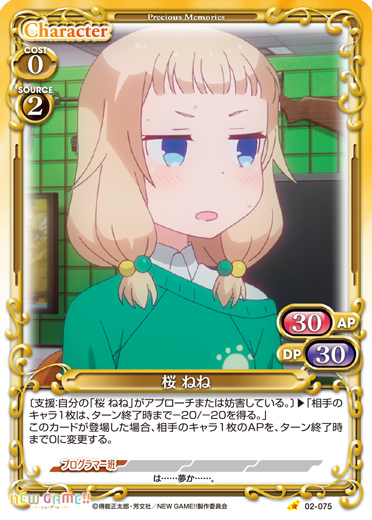 Precious Memories
Character
COST
0
SOURCE
2
30 AP
DP 30
桜 ねね
〔支援:自分の「桜 ねね」がアプローチまたは妨害している。〕▶「相手の
キャラ1枚は、ターン終了時まで−20/−20を得る。」
このカードが登場した場合、相手のキャラ1枚のAPを、ターン終了時
まで0に変更する。
プログラマー班
は……夢か……。
NEW GAME!!
©得能正太郎・芳文社/NEW GAME!!製作委員会
02-075